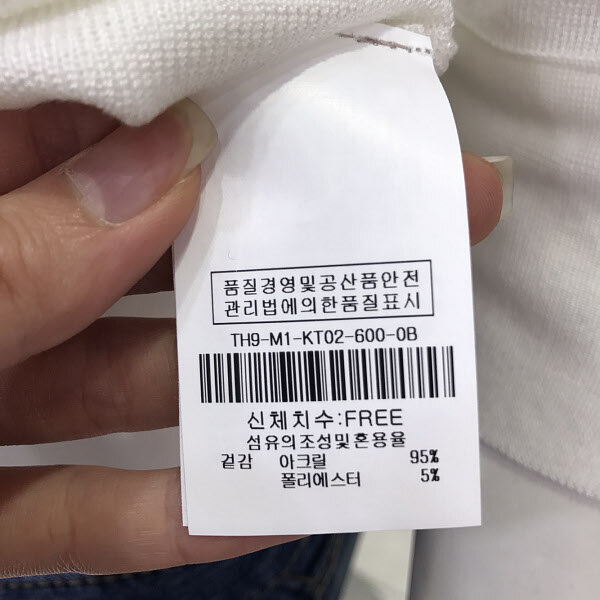 품질경영및공산품안전
관리법에의한품질표시
TH9-M1-KT02-600-0B
신체치수:FREE
섬유의조성및혼용율
겉감 아크릴 95%
폴리에스터 5%